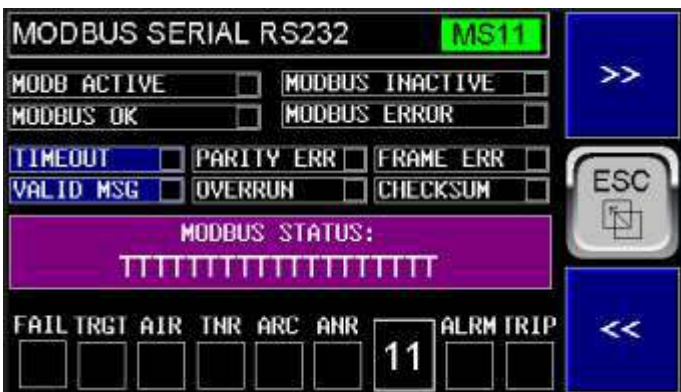 MODBUS SERIAL RS232 MS11
>>
MODB ACTIVE MODBUS INACTIVE
MODBUS OK MODBUS ERROR
TIMEOUT PARITY ERR FRAME ERR
VALID MSG OVERRUN CHECKSUM
ESC
MODBUS STATUS:
TTTTTTTTTTTTTTTTTTTT
FAIL TRGT AIR TNR ARC ANR ALRM TRIP
11
<<